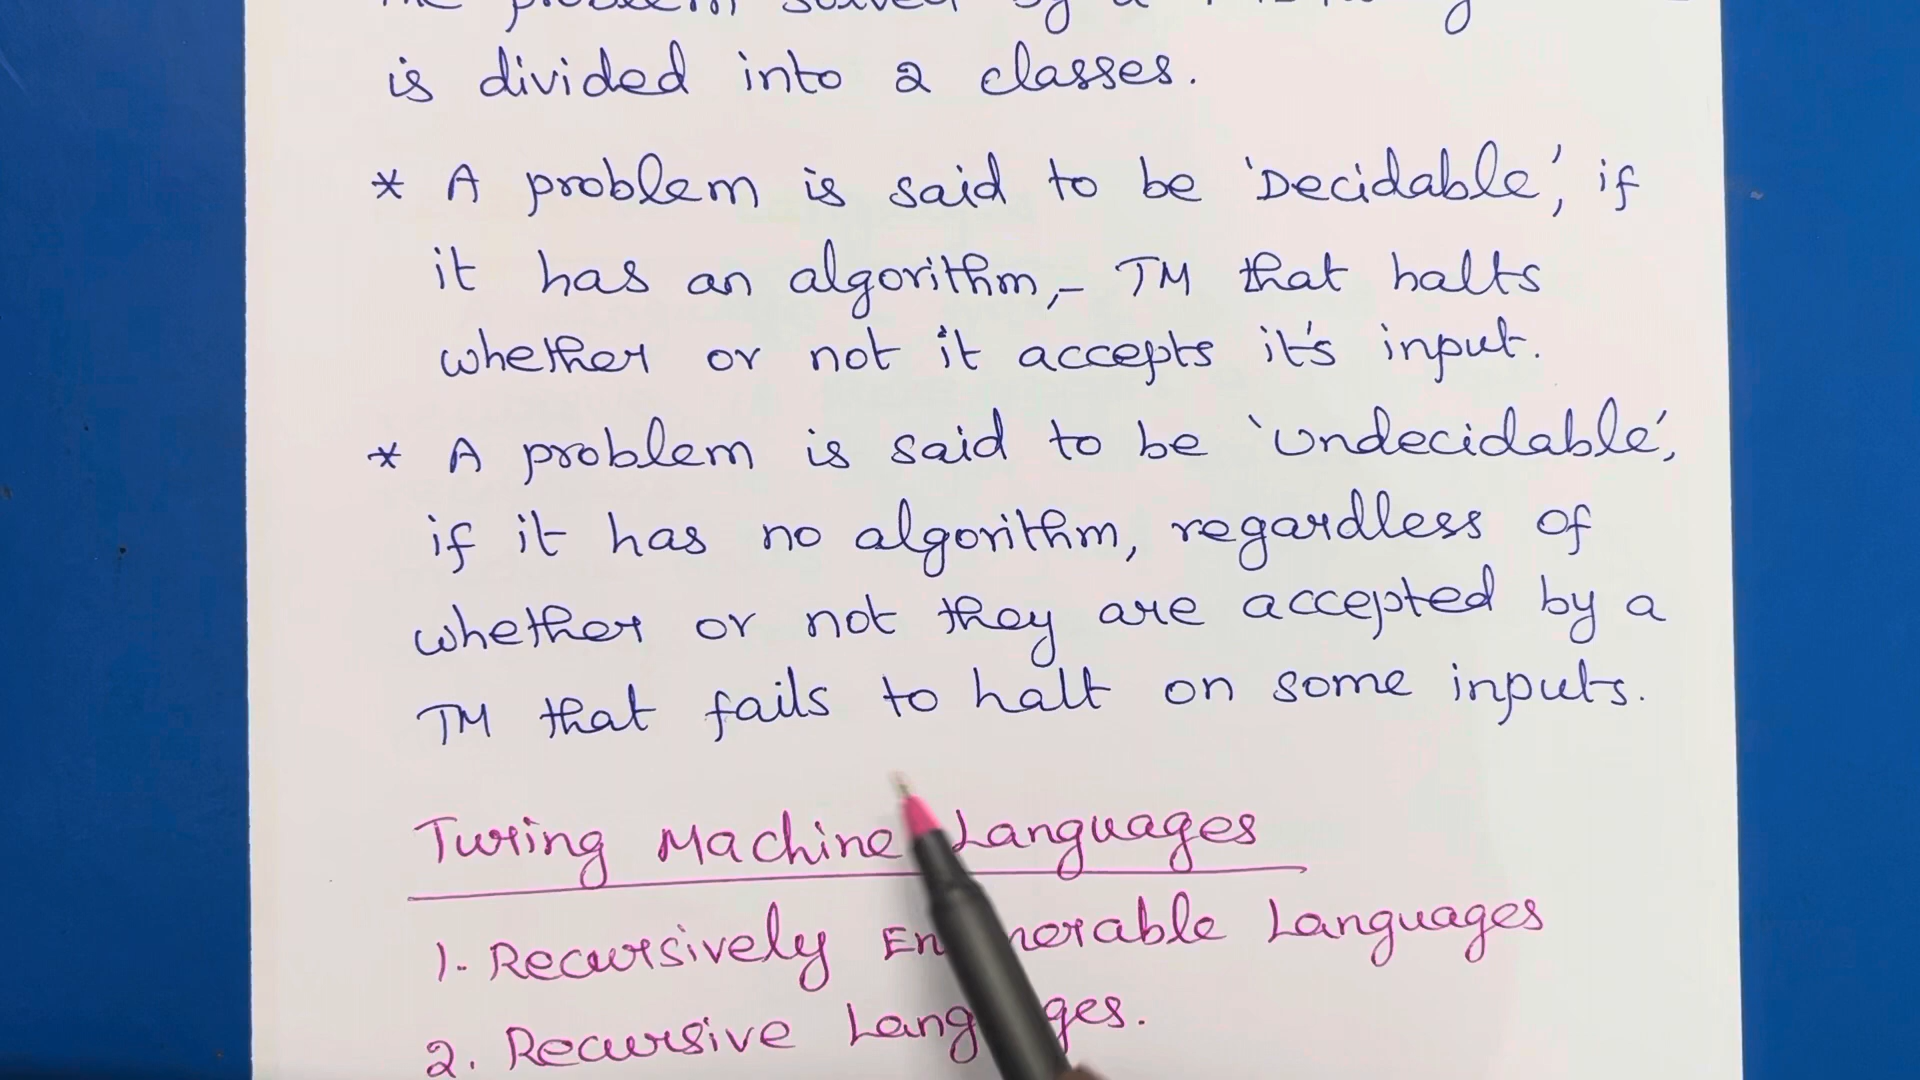 problem solved by a
is divided into 2 classes.
* A problem is said to be 'Decidable', if
it has an algorithm,- TM that halts
whether or not it accepts it's input.
* A problem is said to be 'undecidable',
if it has no algorithm, regardless of
whether or not they are accepted by a
TM that fails to halt on some inputs.
Turing Machine Languages
1. Recursively Enumerable Languages
2. Recursive Languages.